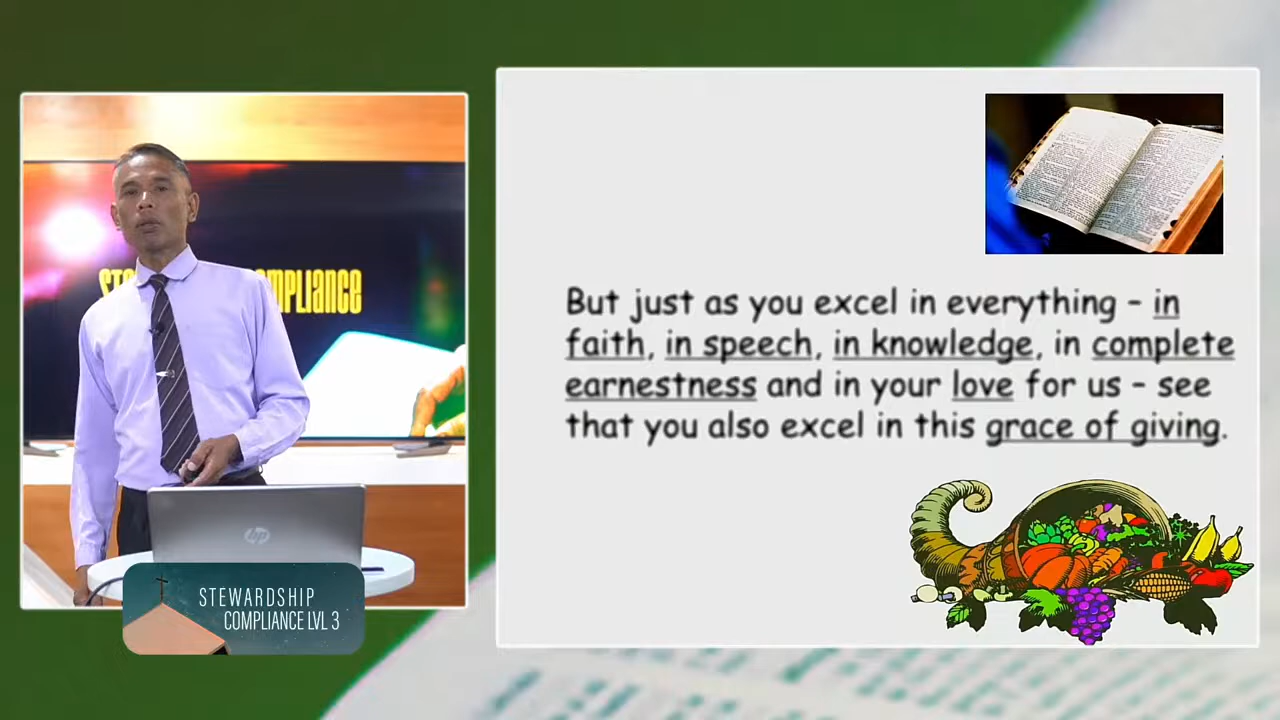 COMPLIANCE
hp
STEWARDSHIP
COMPLIANCE LVL 3
But just as you excel in everything – in
faith, in speech, in knowledge, in complete
earnestness and in your love for us – see
that you also excel in this grace of giving.